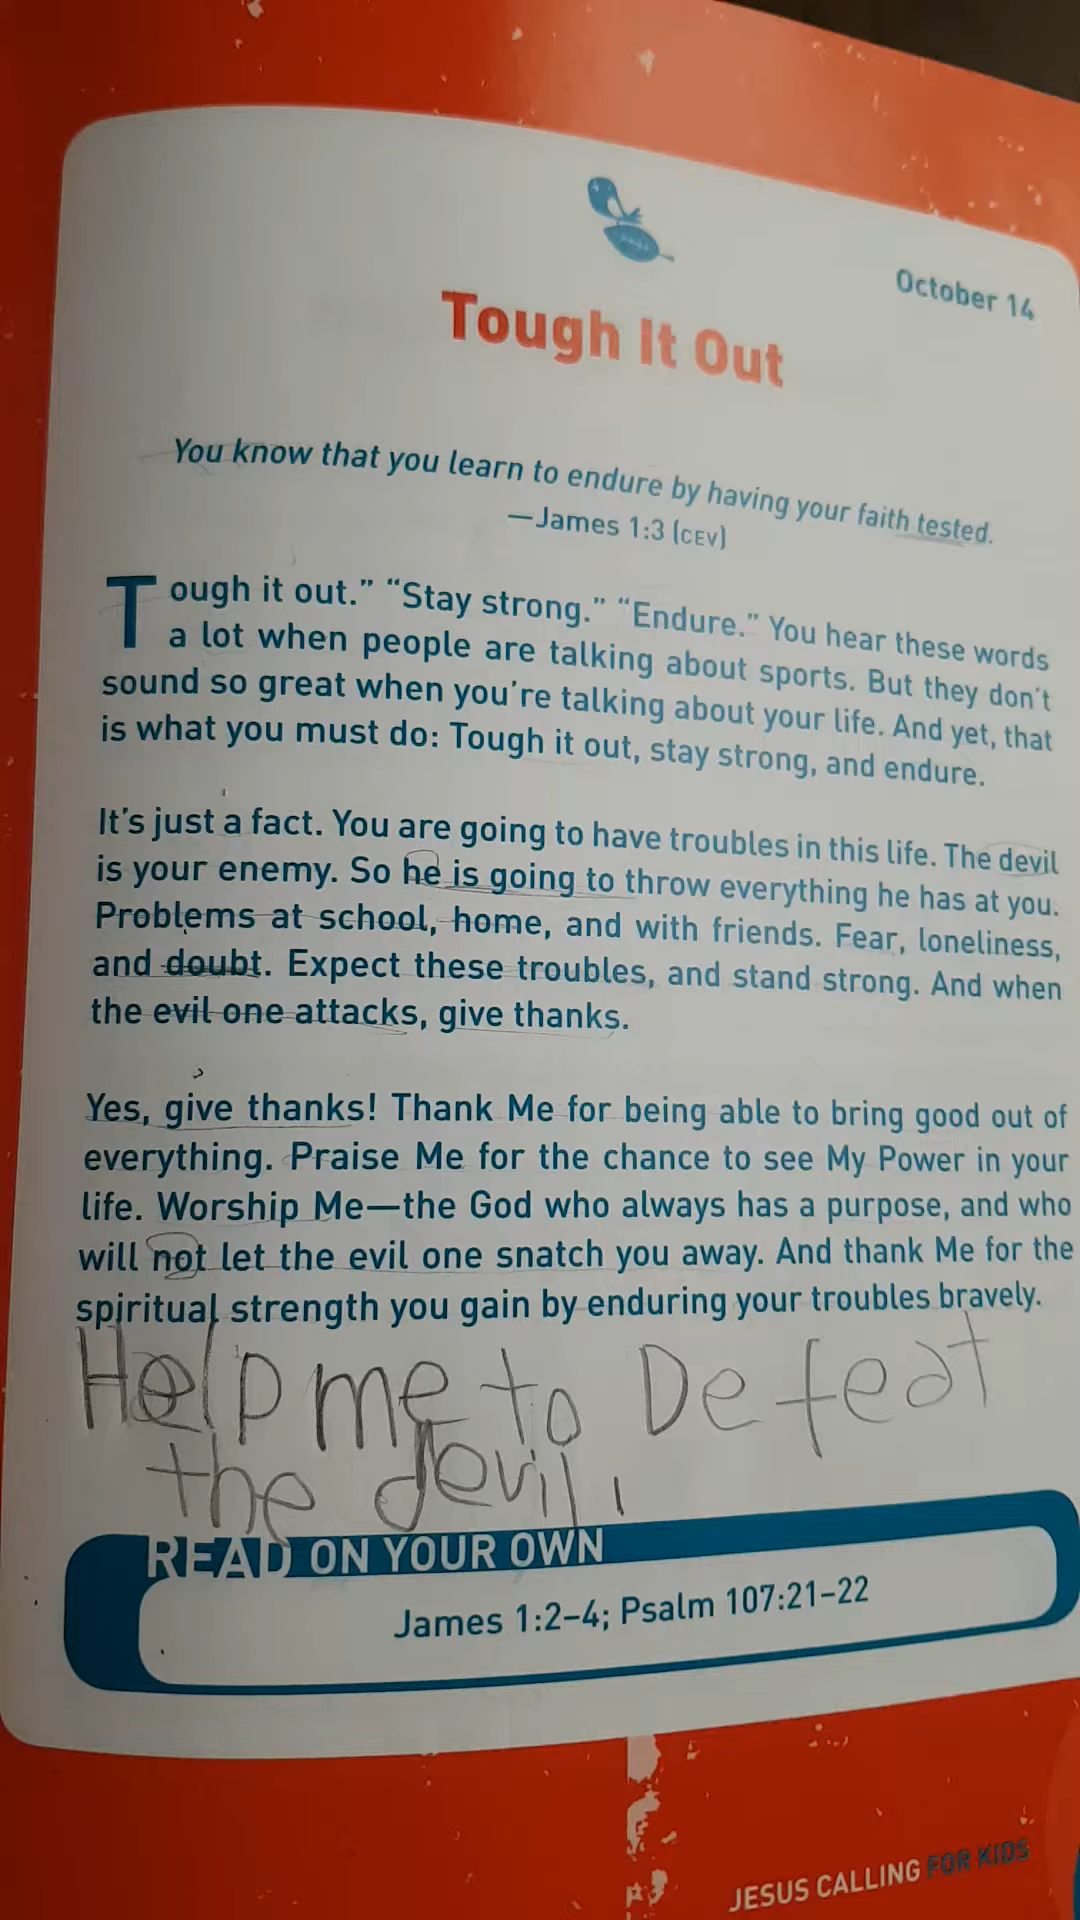 October 14
Tough It Out
You know that you learn to endure by having your faith tested.
—James 1:3 (CEV)
Tough it out.” “Stay strong.” “Endure.” You hear these words
a lot when people are talking about sports. But they don’t
sound so great when you’re talking about your life. And yet, that
is what you must do: Tough it out, stay strong, and endure.
It’s just a fact. You are going to have troubles in this life. The devil
is your enemy. So he is going to throw everything he has at you.
Problems at school, home, and with friends. Fear, loneliness,
and doubt. Expect these troubles, and stand strong. And when
the evil one attacks, give thanks.
Yes, give thanks! Thank Me for being able to bring good out of
everything. Praise Me for the chance to see My Power in your
life. Worship Me—the God who always has a purpose, and who
will not let the evil one snatch you away. And thank Me for the
spiritual strength you gain by enduring your troubles bravely.
Help me to Defeat
the devil.
READ ON YOUR OWN
James 1:2–4; Psalm 107:21–22
JESUS CALLING FOR KIDS